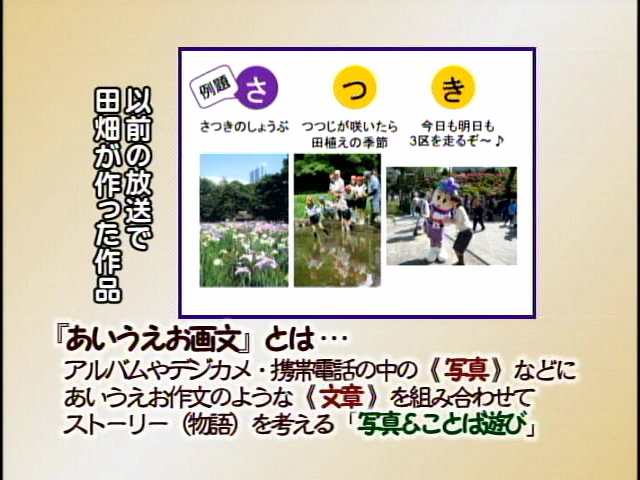 以前の放送で
田畑が作った作品
例題
さ
つ
き
さつきのしょうぶ
つつじが咲いたら
田植えの季節
今日も明日も
3区を走るぞ～♪
『あいうえお画文』とは・・・
アルバムやデジカメ・携帯電話の中の《写真》などに
あいうえお作文のような《文章》を組み合わせて
ストーリー（物語）を考える「写真&ことば遊び」